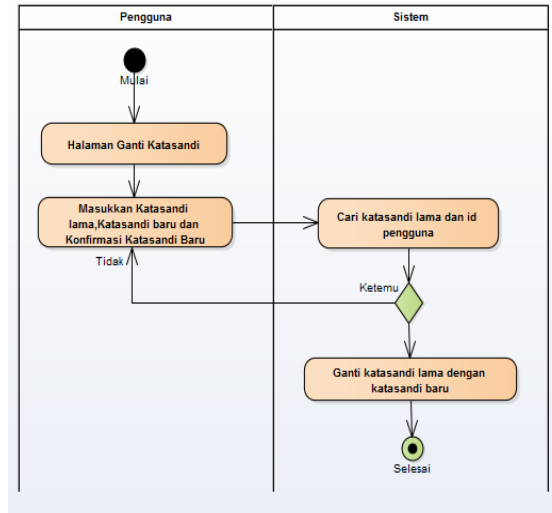 Pengguna
Sistem
Mulai
Halaman Ganti Katasandi
Masukkan Katasandi
lama,Katasandi baru dan
Konfirmasi Katasandi Baru
Cari katasandi lama dan id
pengguna
Tidak
Ketemu
Ganti katasandi lama dengan
katasandi baru
Selesai